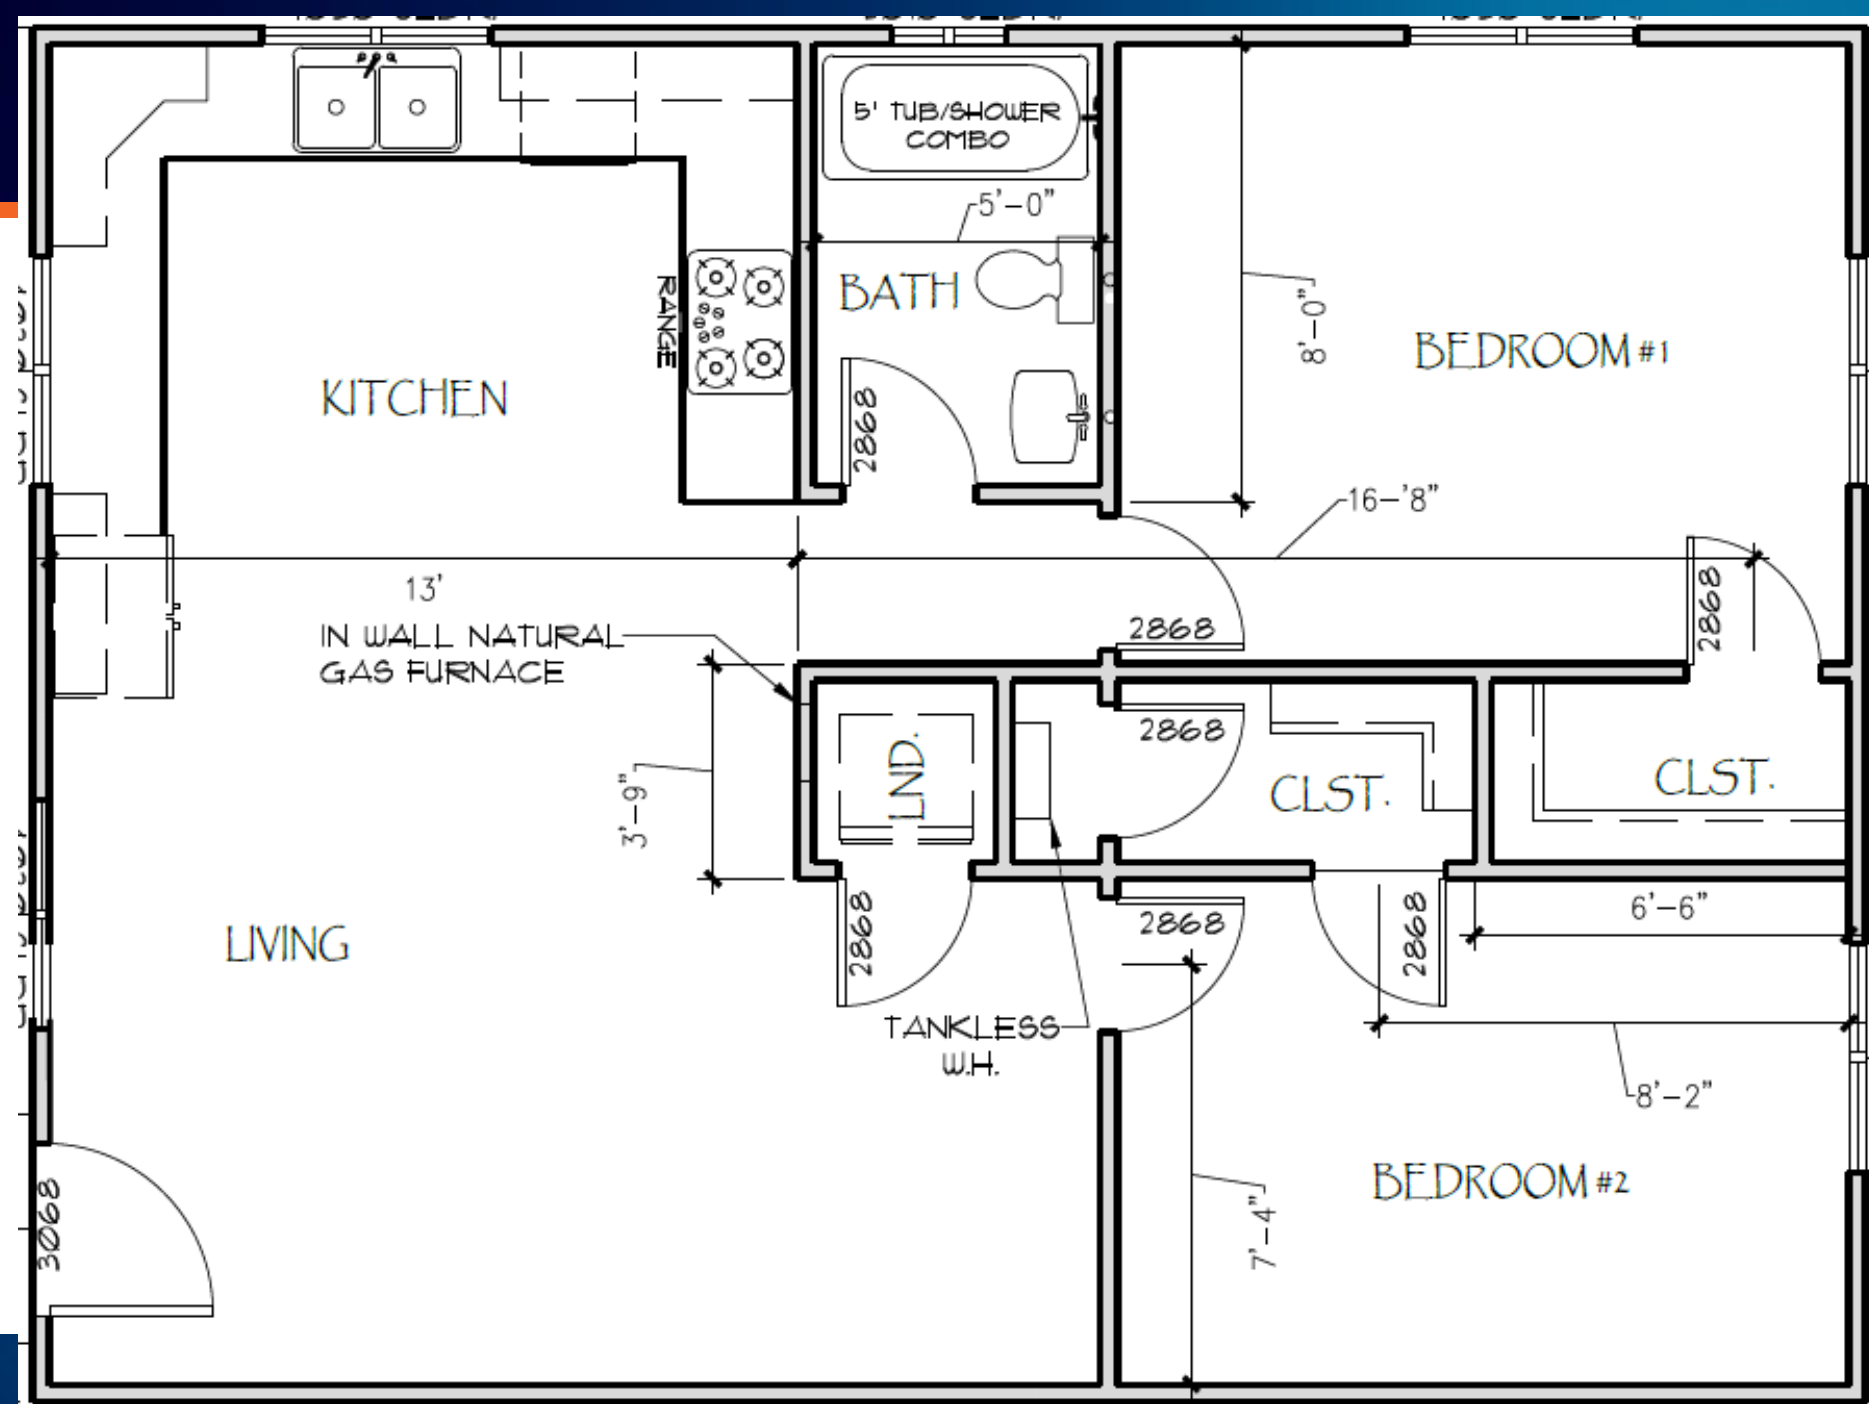 5' TUB/SHOWER
COMBO
5'-0"
BATH
RANGE
8'-0"
BEDROOM #1
KITCHEN
2868
16-'8"
13'
IN WALL NATURAL
GAS FURNACE
2868
2868
3'-9"
LND.
2868
CLST.
CLST.
LIVING
2868
2868
2868
6'-6"
TANKLESS
W.H.
8'-2"
3068
7'-4"
BEDROOM #2